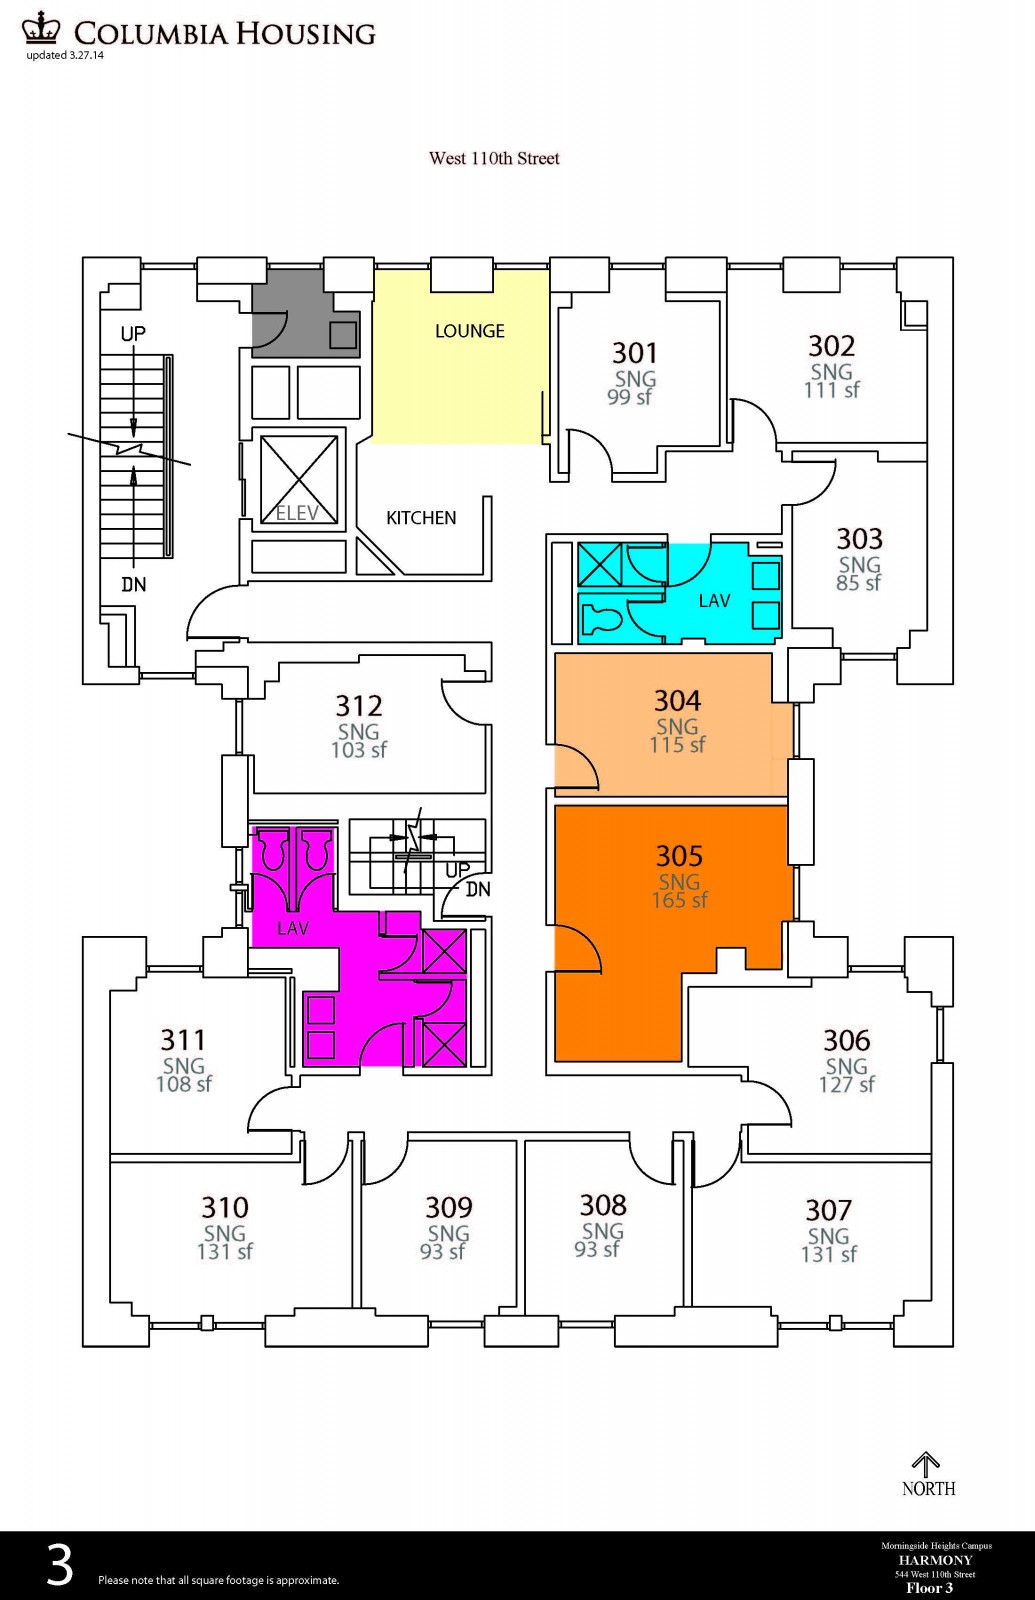 COLUMBIA HOUSING
updated 3.27.14
West 110th Street
UP
LOUNGE
301
SNG
99 sf
302
SNG
111 sf
ELEV
KITCHEN
303
SNG
85 sf
DN
LAV
312
SNG
103 sf
304
SNG
115 sf
305
SNG
165 sf
UP
DN
LAV
311
SNG
108 sf
306
SNG
127 sf
310
SNG
131 sf
309
SNG
93 sf
308
SNG
93 sf
307
SNG
131 sf
NORTH
3
Please note that all square footage is approximate.
Morningside Heights Campus
HARMONY
544 West 110th Street
Floor 3